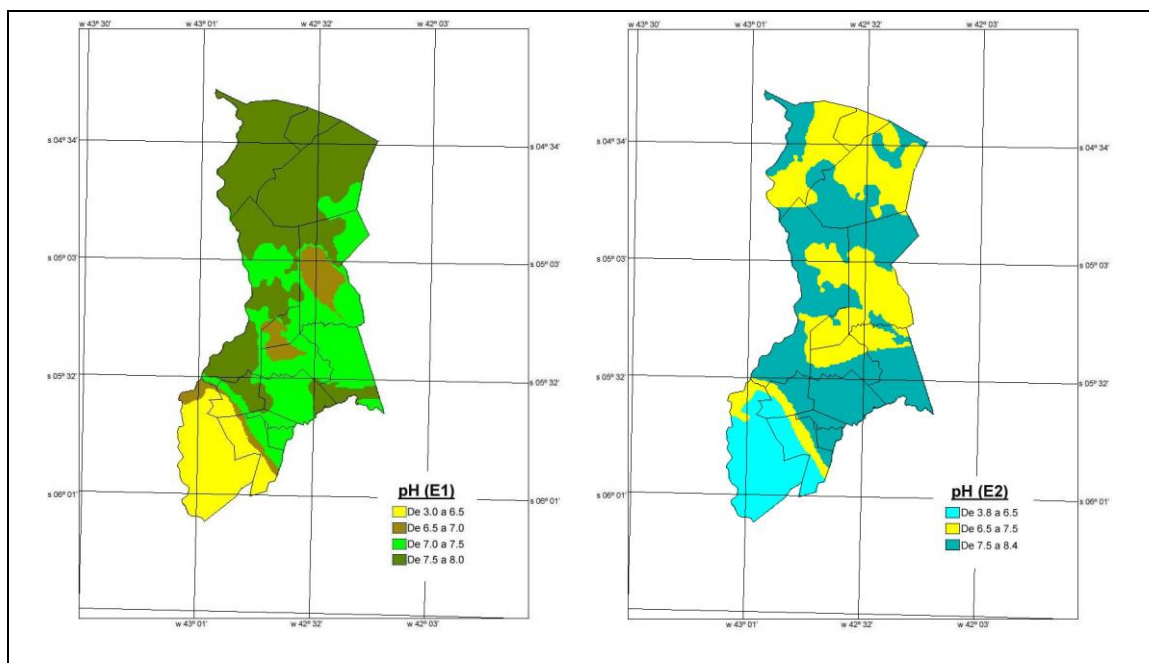 w 43º 30'
w 43º 01'
w 42º 32'
w 42º 03'
s 04º 34'
s 04º 34'
s 05º 03'
s 05º 03'
s 05º 32'
s 05º 32'
s 06º 01'
s 06º 01'
pH (E1)
De 3.0 a 6.5
De 6.5 a 7.0
De 7.0 a 7.5
De 7.5 a 8.0
w 43º 01'
w 42º 32'
w 42º 03'
w 43º 30'
w 43º 01'
w 42º 32'
w 42º 03'
s 04º 34'
s 04º 34'
s 05º 03'
s 05º 03'
s 05º 32'
s 05º 32'
s 06º 01'
s 06º 01'
pH (E2)
De 3.8 a 6.5
De 6.5 a 7.5
De 7.5 a 8.4
w 43º 01'
w 42º 32'
w 42º 03'